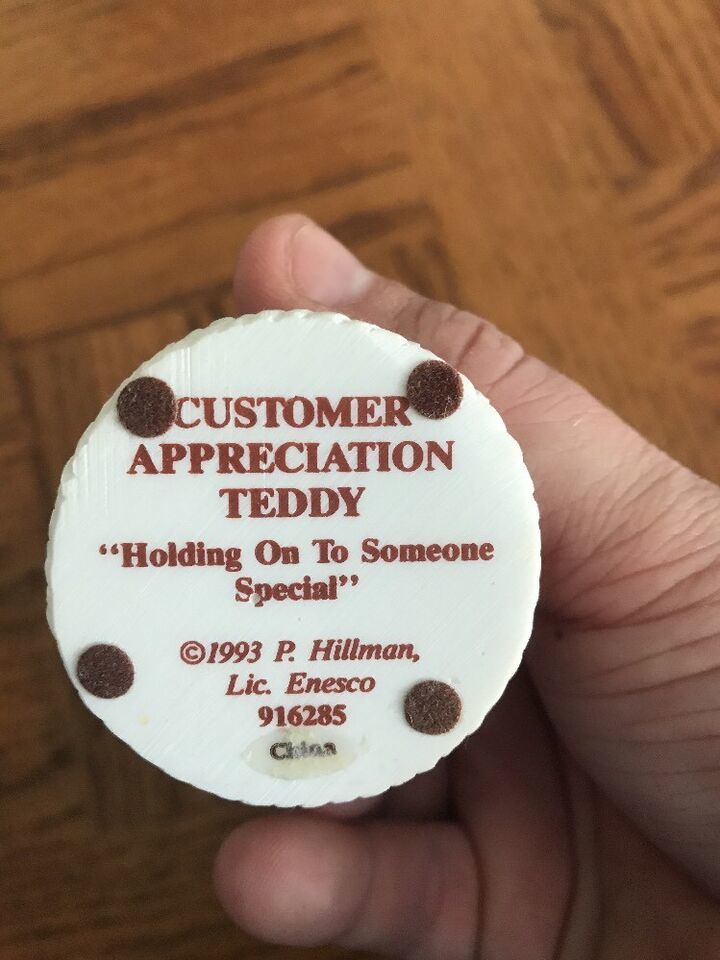 CUSTOMER
APPRECIATION
TEDDY
“Holding On To Someone
Special”
©1993 P. Hillman,
Lic. Enesco
916285
China